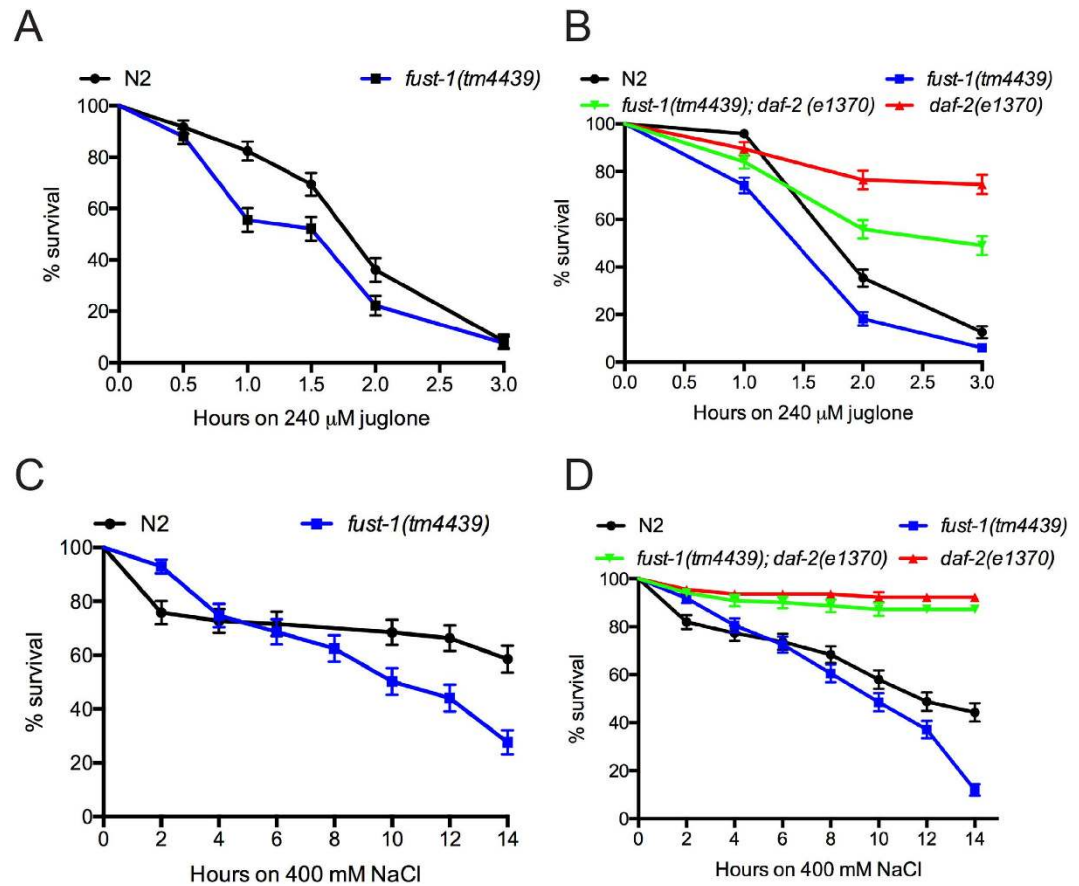 A
N2 fust-1(tm4439)
100
80
60
40
20
0
% survival
0.0 0.5 1.0 1.5 2.0 2.5 3.0
Hours on 240 μM juglone
B
N2 fust-1(tm4439)
fust-1(tm4439); daf-2 (e1370) daf-2(e1370)
100
80
60
40
20
0
% survival
0.0 0.5 1.0 1.5 2.0 2.5 3.0
Hours on 240 μM juglone
C
N2 fust-1(tm4439)
100
80
60
40
20
0
% survival
0 2 4 6 8 10 12 14
Hours on 400 mM NaCl
D
N2 fust-1(tm4439)
fust-1(tm4439); daf-2(e1370) daf-2(e1370)
100
80
60
40
20
0
% survival
0 2 4 6 8 10 12 14
Hours on 400 mM NaCl